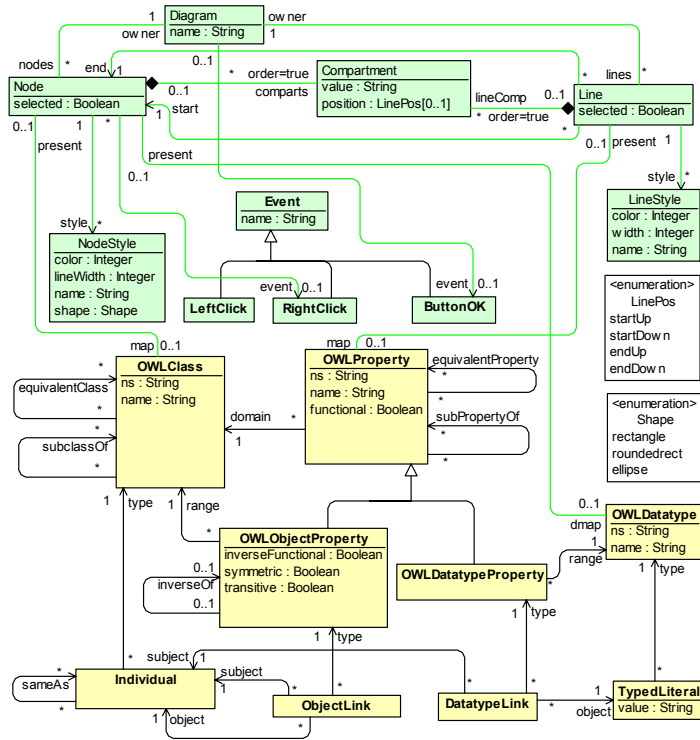 1
Diagram
name : String
owner
1
owner
nodes
*
end
1
0..1
*
lines
Node
selected : Boolean
0..1
*
order=true
comparts
Compartment
value : String
position : LinePos[0..1]
lineComp
*
order=true
0..1
*
Line
selected : Boolean
1
start
*
0..1
present
1
*
0..1
present
0..1
present
1
style
*
NodeStyle
color : Integer
lineWidth : Integer
name : String
shape : Shape
Event
name : String
style
*
LineStyle
color : Integer
width : Integer
name : String
LeftClick
event
0..1
RightClick
event
0..1
ButtonOK
<enumeration>
LinePos
startUp
startDown
endUp
endDown
map
0..1
OWLClass
ns : String
name : String
map
0..1
OWLProperty
ns : String
name : String
functional : Boolean
equivalentProperty
*
*
subPropertyOf
*
*
*
equivalentClass
*
*
subclassOf
*
domain
1
*
<enumeration>
Shape
rectangle
roundedrect
ellipse
1
type
1
range
*
OWLObjectProperty
inverseFunctional : Boolean
symmetric : Boolean
transitive : Boolean
0..1
inverseOf
0..1
OWLDatatypeProperty
*
1
range
0..1
dmap
OWLDatatype
ns : String
name : String
1
type
1
type
1
type
*
sameAs
*
*
Individual
subject
1
subject
1
1
object
*
*
*
ObjectLink
*
*
DatatypeLink
*
1
object
*
TypedLiteral
value : String